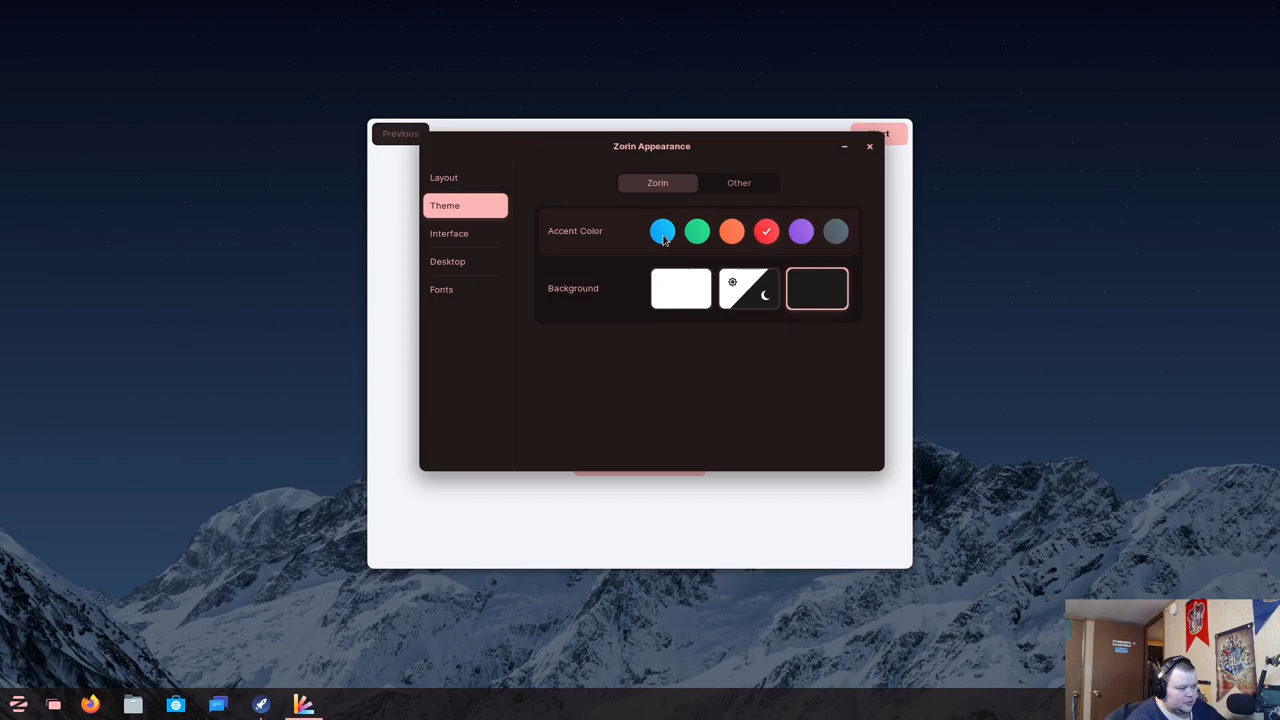 Previous
Zorin Appearance
Layout
Theme
Interface
Desktop
Fonts
Zorin
Other
Accent Color
Background